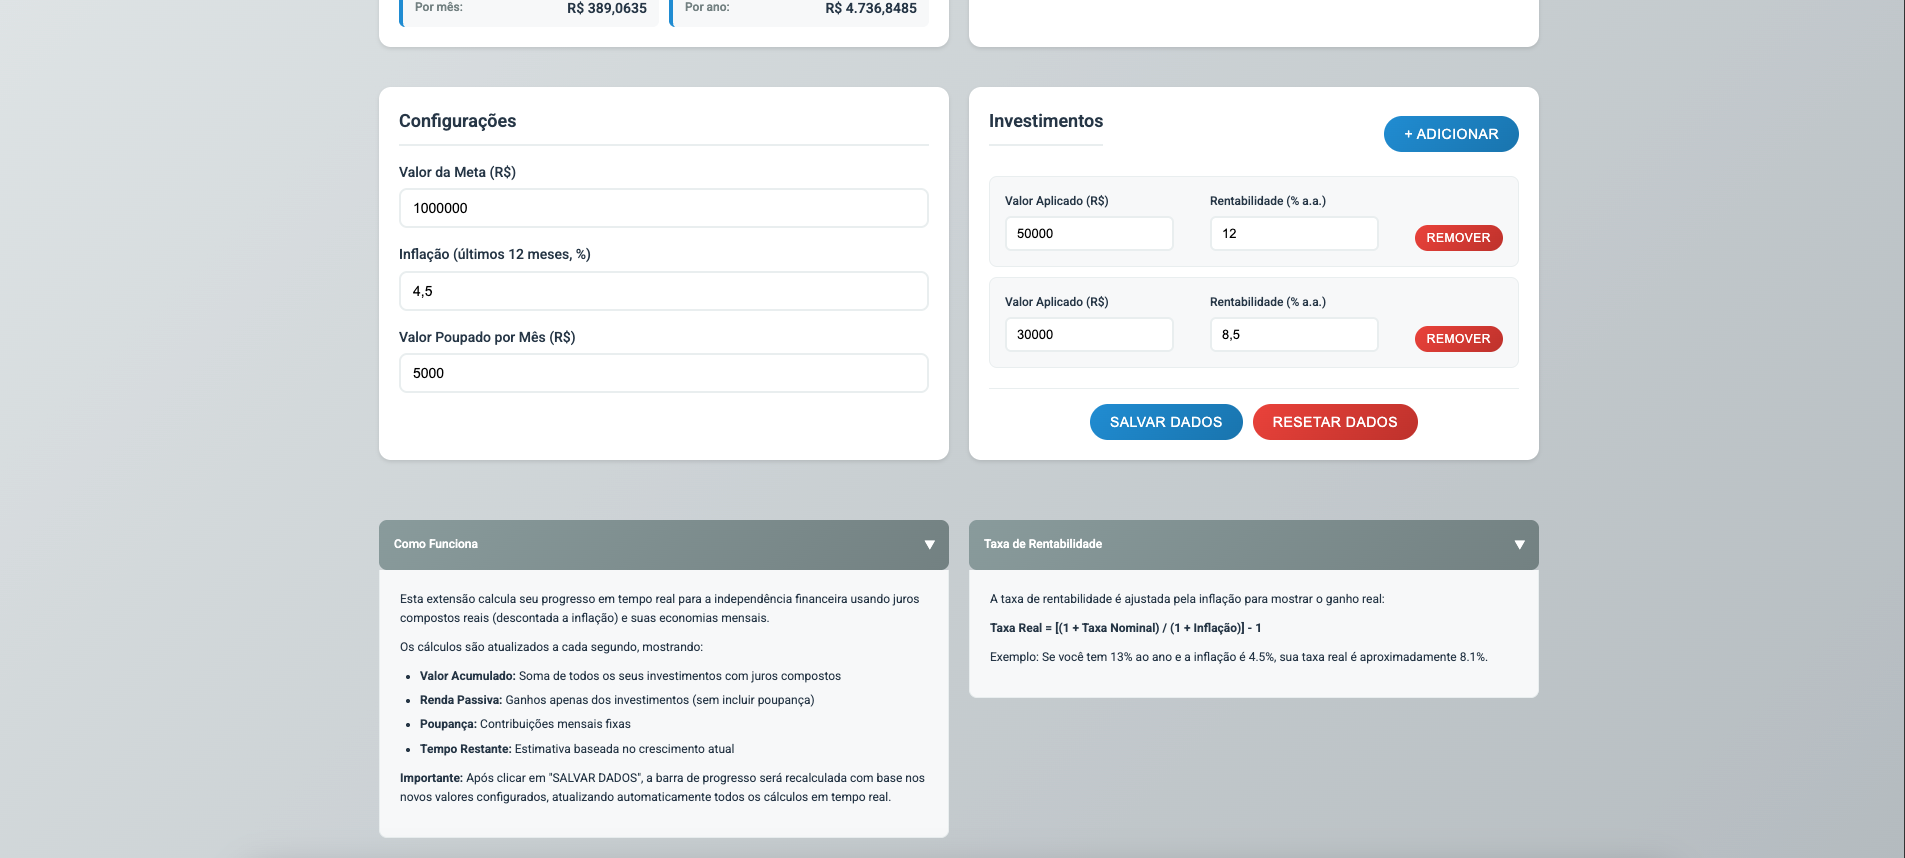 Por mês:
R$ 389,0635
Por ano:
R$ 4.736,8485
Configurações
Valor da Meta (R$)
1000000
Inflação (últimos 12 meses, %)
4,5
Valor Poupado por Mês (R$)
5000
Investimentos
+ ADICIONAR
Valor Aplicado (R$)
Rentabilidade (% a.a.)
50000
12
REMOVER
Valor Aplicado (R$)
Rentabilidade (% a.a.)
30000
8,5
REMOVER
SALVAR DADOS
RESETAR DADOS
Como Funciona
Esta extensão calcula seu progresso em tempo real para a independência financeira usando juros
compostos reais (descontada a inflação) e suas economias mensais.
Os cálculos são atualizados a cada segundo, mostrando:
• Valor Acumulado: Soma de todos os seus investimentos com juros compostos
• Renda Passiva: Ganhos apenas dos investimentos (sem incluir poupança)
• Poupança: Contribuições mensais fixas
• Tempo Restante: Estimativa baseada no crescimento atual
Importante: Após clicar em "SALVAR DADOS", a barra de progresso será recalculada com base nos
novos valores configurados, atualizando automaticamente todos os cálculos em tempo real.
Taxa de Rentabilidade
A taxa de rentabilidade é ajustada pela inflação para mostrar o ganho real:
Taxa Real = [(1 + Taxa Nominal) / (1 + Inflação)] - 1
Exemplo: Se você tem 13% ao ano e a inflação é 4.5%, sua taxa real é aproximadamente 8.1%.